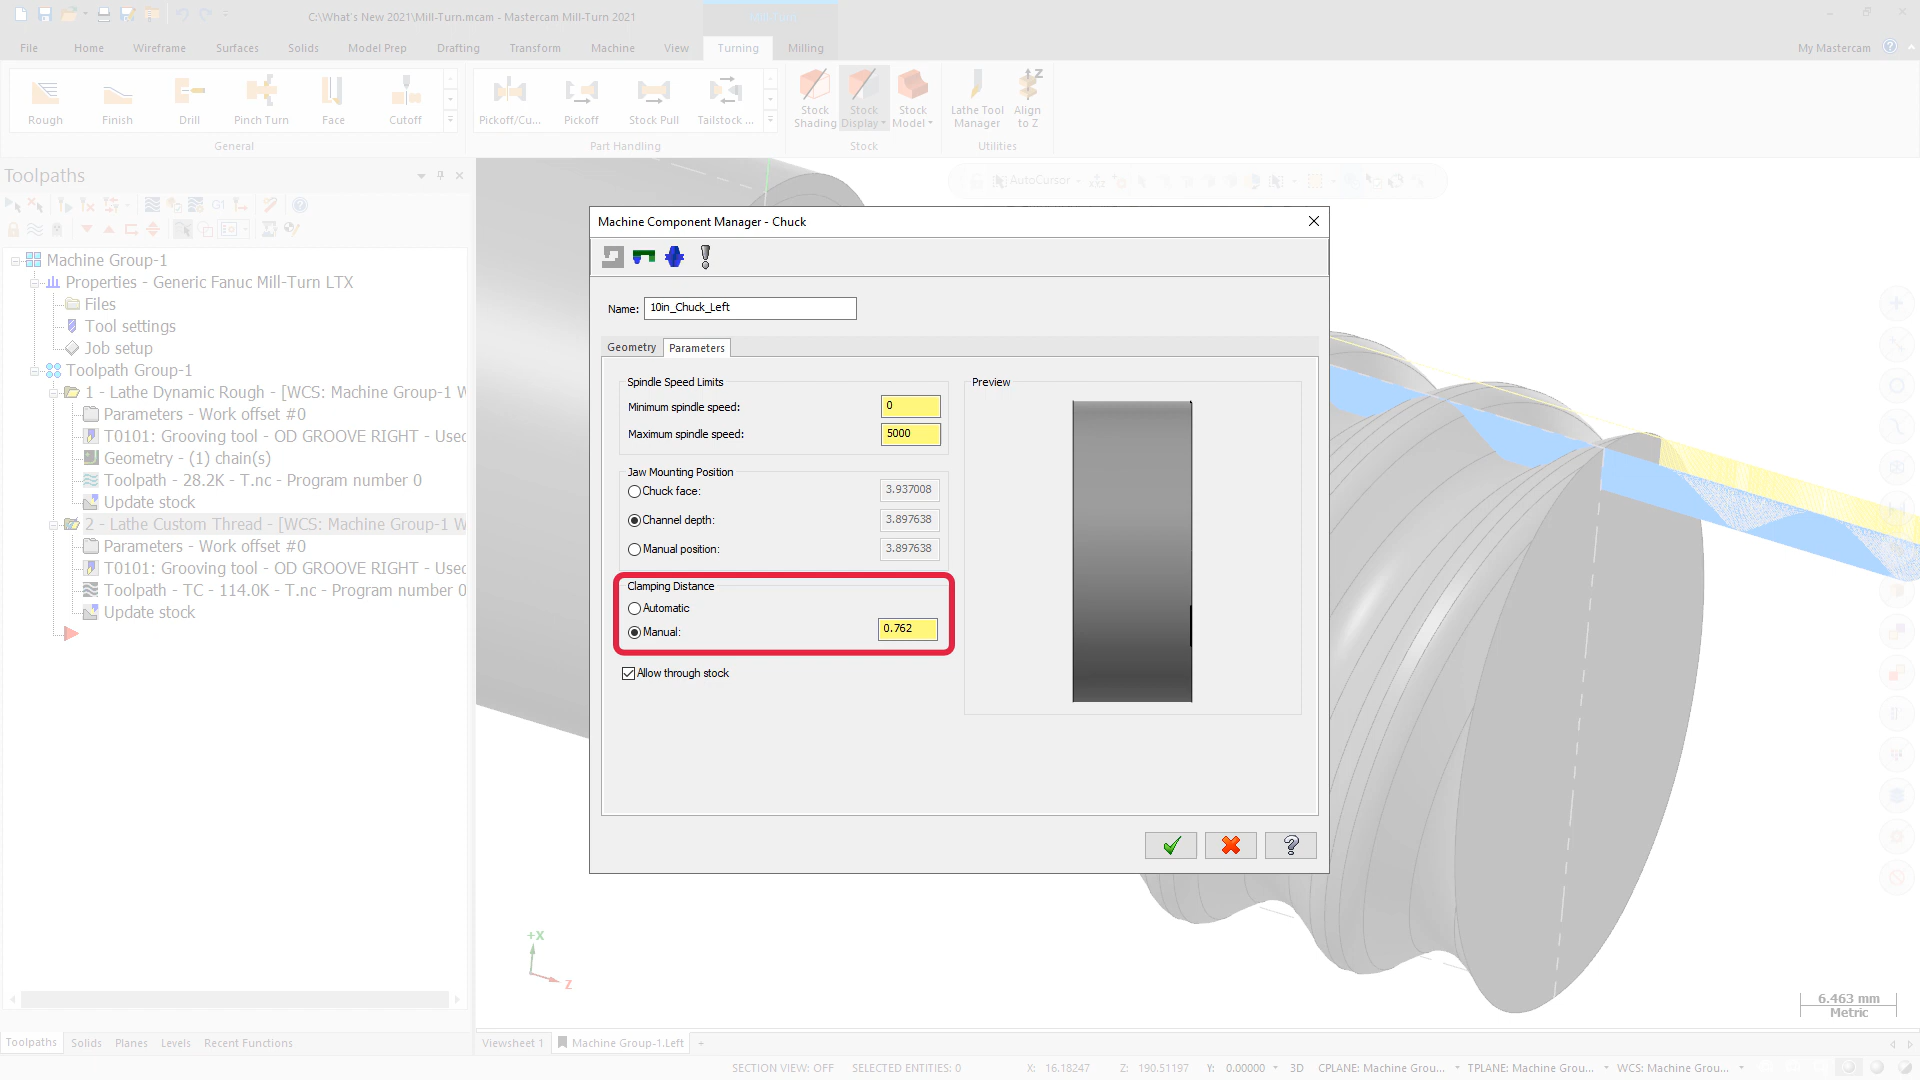 C:\What's New 2021\Mill-Turn.mcam - Mastercam Mill-Turn 2021
Mill-Turn
File Home Wireframe Surfaces Solids Model Prep Drafting Transform Machine View Turning Milling My Mastercam
Rough Finish Drill Pinch Turn Face Cutoff
Pickoff/Cu... Pickoff Stock Pull Tailstock ...
Stock Shading
Stock Display
Stock Model
Lathe Tool Manager
Align to Z
General Part Handling Stock Utilities
Toolpaths
AutoCursor
G1
Machine Group-1
Properties - Generic Fanuc Mill-Turn LTX
Files
Tool settings
Job setup
Toolpath Group-1
1 - Lathe Dynamic Rough - [WCS: Machine Group-1 W
Parameters - Work offset #0
T0101: Grooving tool - OD GROOVE RIGHT - Used
Geometry - (1) chain(s)
Toolpath - 28.2K - T.nc - Program number 0
Update stock
2 - Lathe Custom Thread - [WCS: Machine Group-1 W
Parameters - Work offset #0
T0101: Grooving tool - OD GROOVE RIGHT - Used
Toolpath - TC - 114.0K - T.nc - Program number 0
Update stock
Machine Component Manager - Chuck
Name: 10in_Chuck_Left
Geometry Parameters
Spindle Speed Limits
Minimum spindle speed: 0
Maximum spindle speed: 5000
Jaw Mounting Position
Chuck face: 3.937008
Channel depth: 3.897638
Manual position: 3.897638
Clamping Distance
Automatic
Manual: 0.762
Allow through stock
Preview
+X
Z
6.463 mm
Metric
Toolpaths Solids Planes Levels Recent Functions
Viewsheet 1 Machine Group-1.Left +
SECTION VIEW: OFF SELECTED ENTITIES: 0 X: 16.18247 Z: 190.51197 Y: 0.00000 3D CPLANE: Machine Grou... TPLANE: Machine Grou... WCS: Machine Grou...